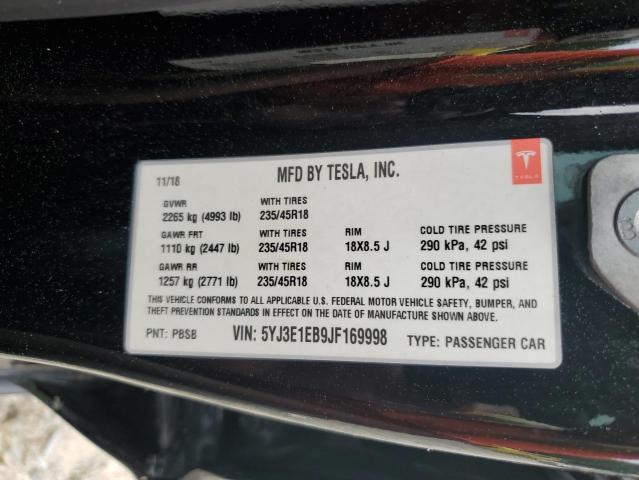 11/18
MFD BY TESLA, INC.
TESLA
GVWR WITH TIRES
2265 kg (4993 lb) 235/45R18
GAWR FRT WITH TIRES RIM COLD TIRE PRESSURE
1110 kg (2447 lb) 235/45R18 18X8.5 J 290 kPa, 42 psi
GAWR RR WITH TIRES RIM COLD TIRE PRESSURE
1257 kg (2771 lb) 235/45R18 18X8.5 J 290 kPa, 42 psi
THIS VEHICLE CONFORMS TO ALL APPLICABLE U.S. FEDERAL MOTOR VEHICLE SAFETY, BUMPER, AND
THEFT PREVENTION STANDARDS IN EFFECT ON THE DATE OF MANUFACTURE SHOWN ABOVE.
PNT: PBSB VIN: 5YJ3E1EB9JF169998 TYPE: PASSENGER CAR